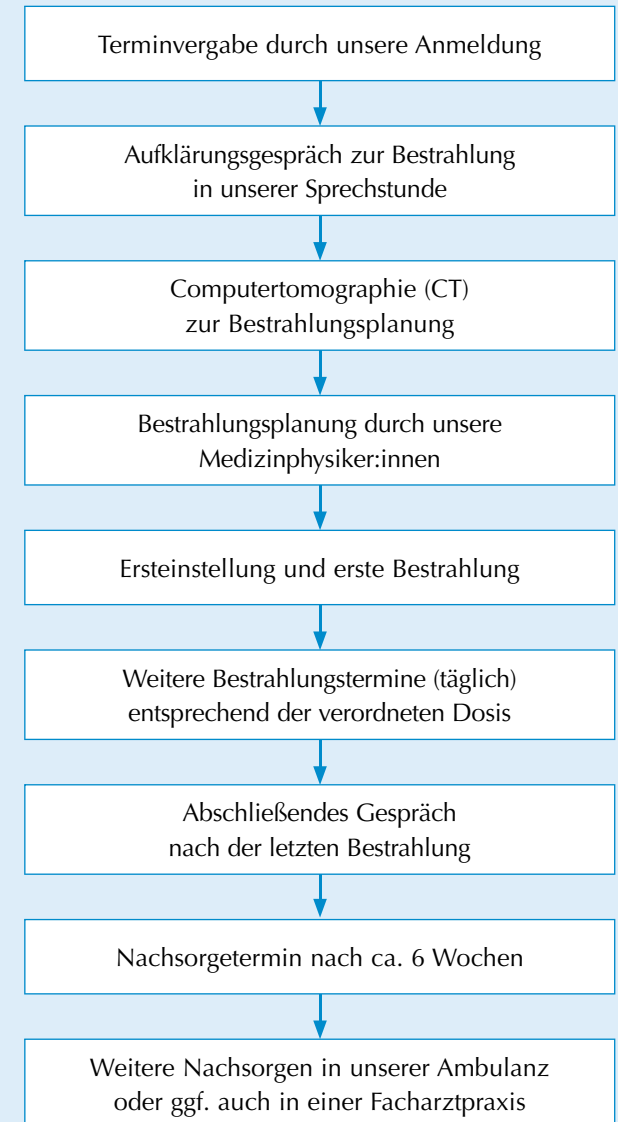 Terminvergabe durch unsere Anmeldung
Aufklärungsgespräch zur Bestrahlung
in unserer Sprechstunde
Computertomographie (CT)
zur Bestrahlungsplanung
Bestrahlungsplanung durch unsere
Medizinphysiker:innen
Ersteinstellung und erste Bestrahlung
Weitere Bestrahlungstermine (täglich)
entsprechend der verordneten Dosis
Abschließendes Gespräch
nach der letzten Bestrahlung
Nachsorgetermin nach ca. 6 Wochen
Weitere Nachsorgen in unserer Ambulanz
oder ggf. auch in einer Facharztpraxis